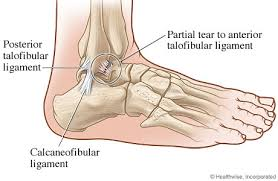 Partial tear to anterior
talofibular ligament
Posterior
talofibular
ligament
Calcaneofibular
ligament
© Healthwise, Incorporated